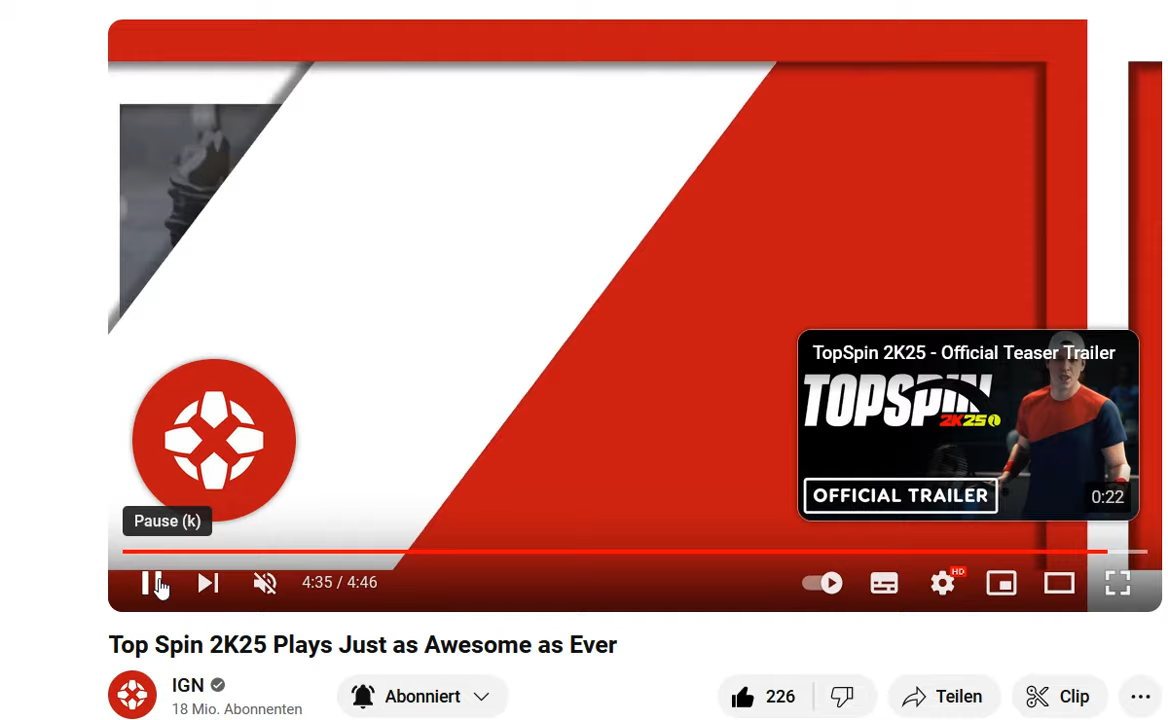 TopSpin 2K25 - Official Teaser Trailer
TOPSPIN
2K25
OFFICIAL TRAILER
0:22
Pause (k)
4:35 / 4:46
HD
Top Spin 2K25 Plays Just as Awesome as Ever
IGN
18 Mio. Abonnenten
Abonniert
226
Teilen
Clip